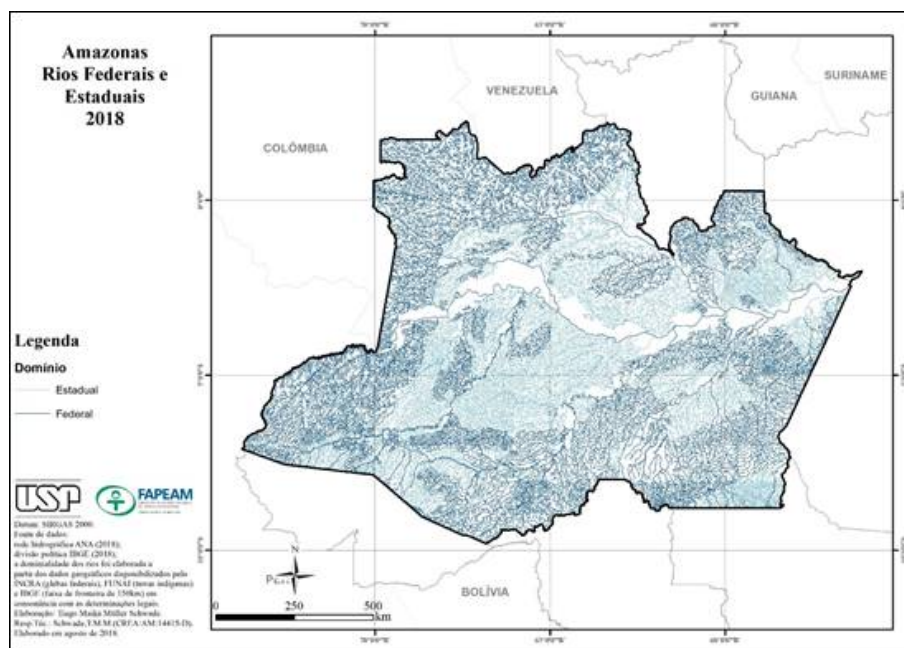 Amazonas
Rios Federais e
Estaduais
2018
VENEZUELA
SURINAME
GUIANA
COLÔMBIA
Legenda
Domínio
Estadual
Federal
USP
FAPEAM
Datum: SIRGAS 2000
Fonte de dados:
rede hidrográfica ANA (2018);
divisão política IBGE (2018);
a dominialidade dos rios foi elaborada a
partir dos dados geográficos disponibilizados pelo
INCRA (glebas federais), FUNAI (terras indígenas)
e IBGE (faixa de fronteira de 150km) em
consonância com as determinações legais.
Elaboração: Tiago Maiká Müller Schwade
Resp.Téc.: Schwade,T.M.M (CREA/AM:14415-D).
Elaborado em agosto de 2018.
N
BOLÍVIA
0 250 500
km